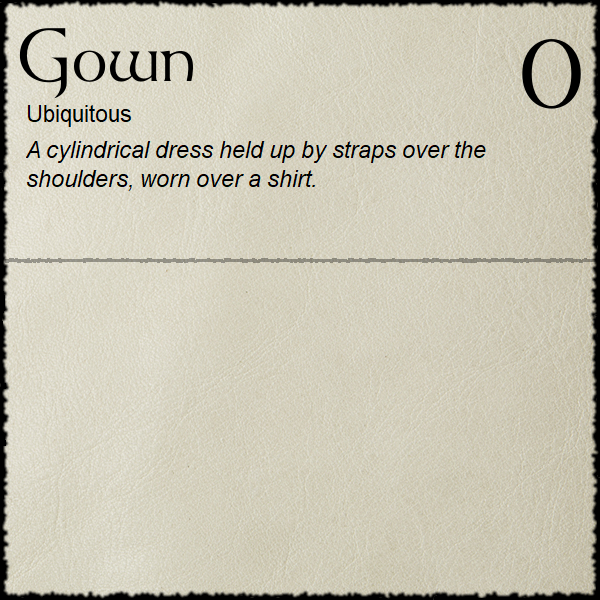 Gown
0
Ubiquitous
A cylindrical dress held up by straps over the
shoulders, worn over a shirt.